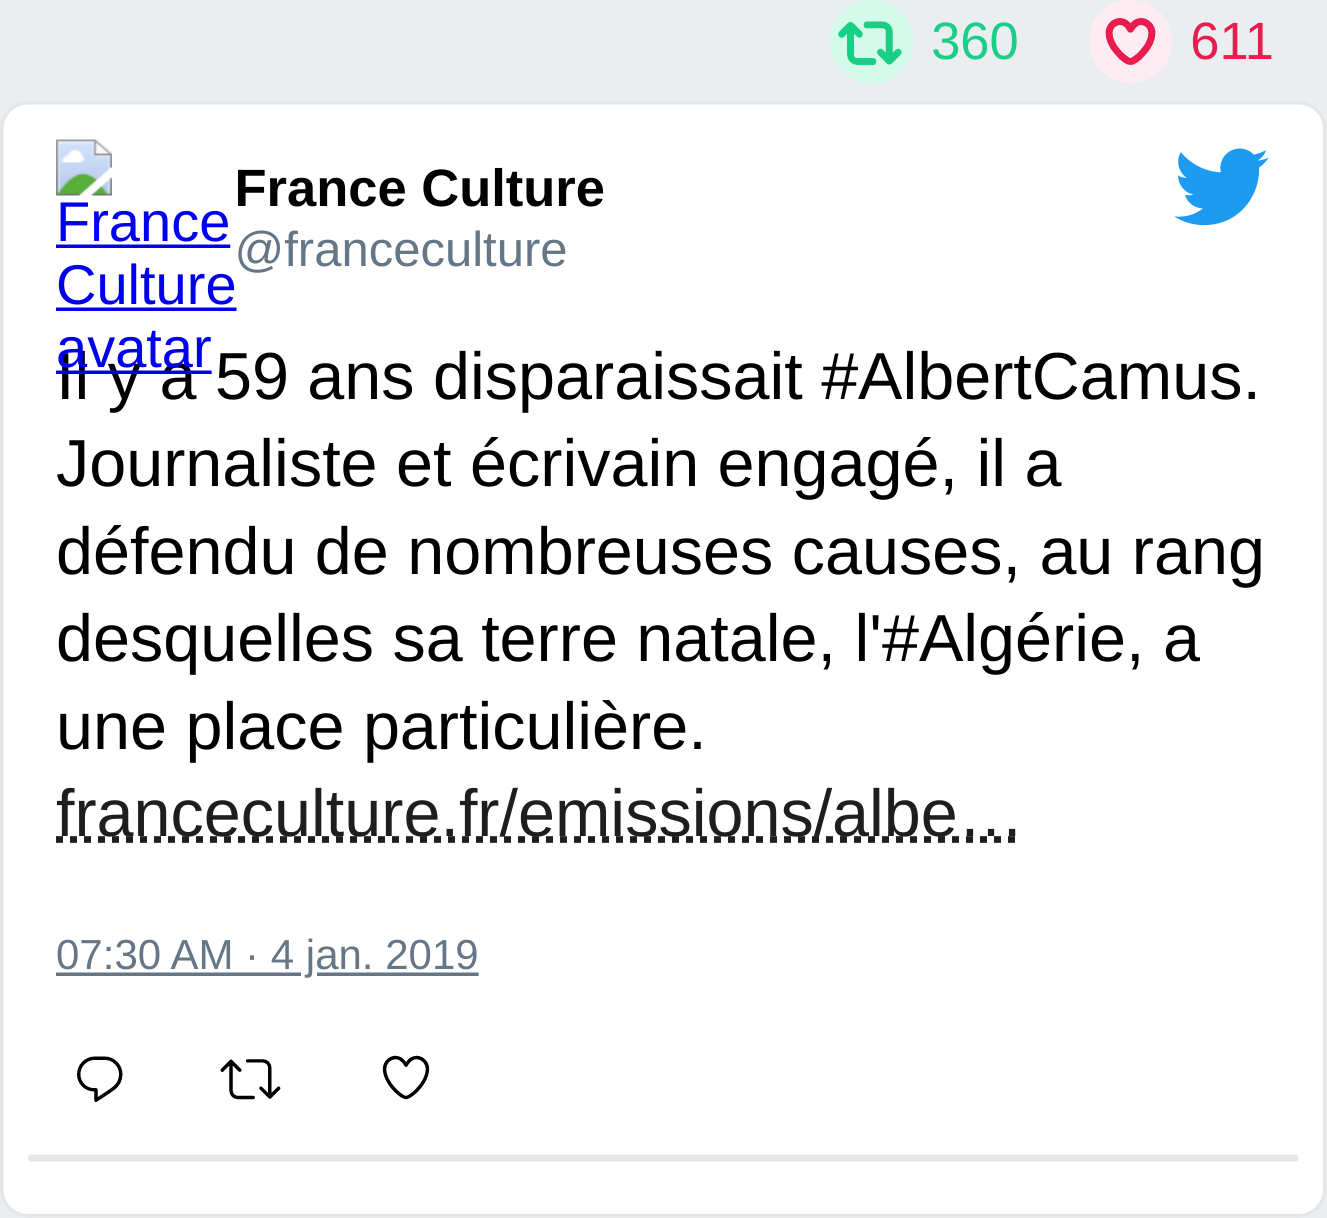 360 611
France Culture
@franceculture
France
Culture
avatar
Il y a 59 ans disparaissait #AlbertCamus.
Journaliste et écrivain engagé, il a
défendu de nombreuses causes, au rang
desquelles sa terre natale, l'#Algérie, a
une place particulière.
franceculture.fr/emissions/albe...
07:30 AM · 4 jan. 2019